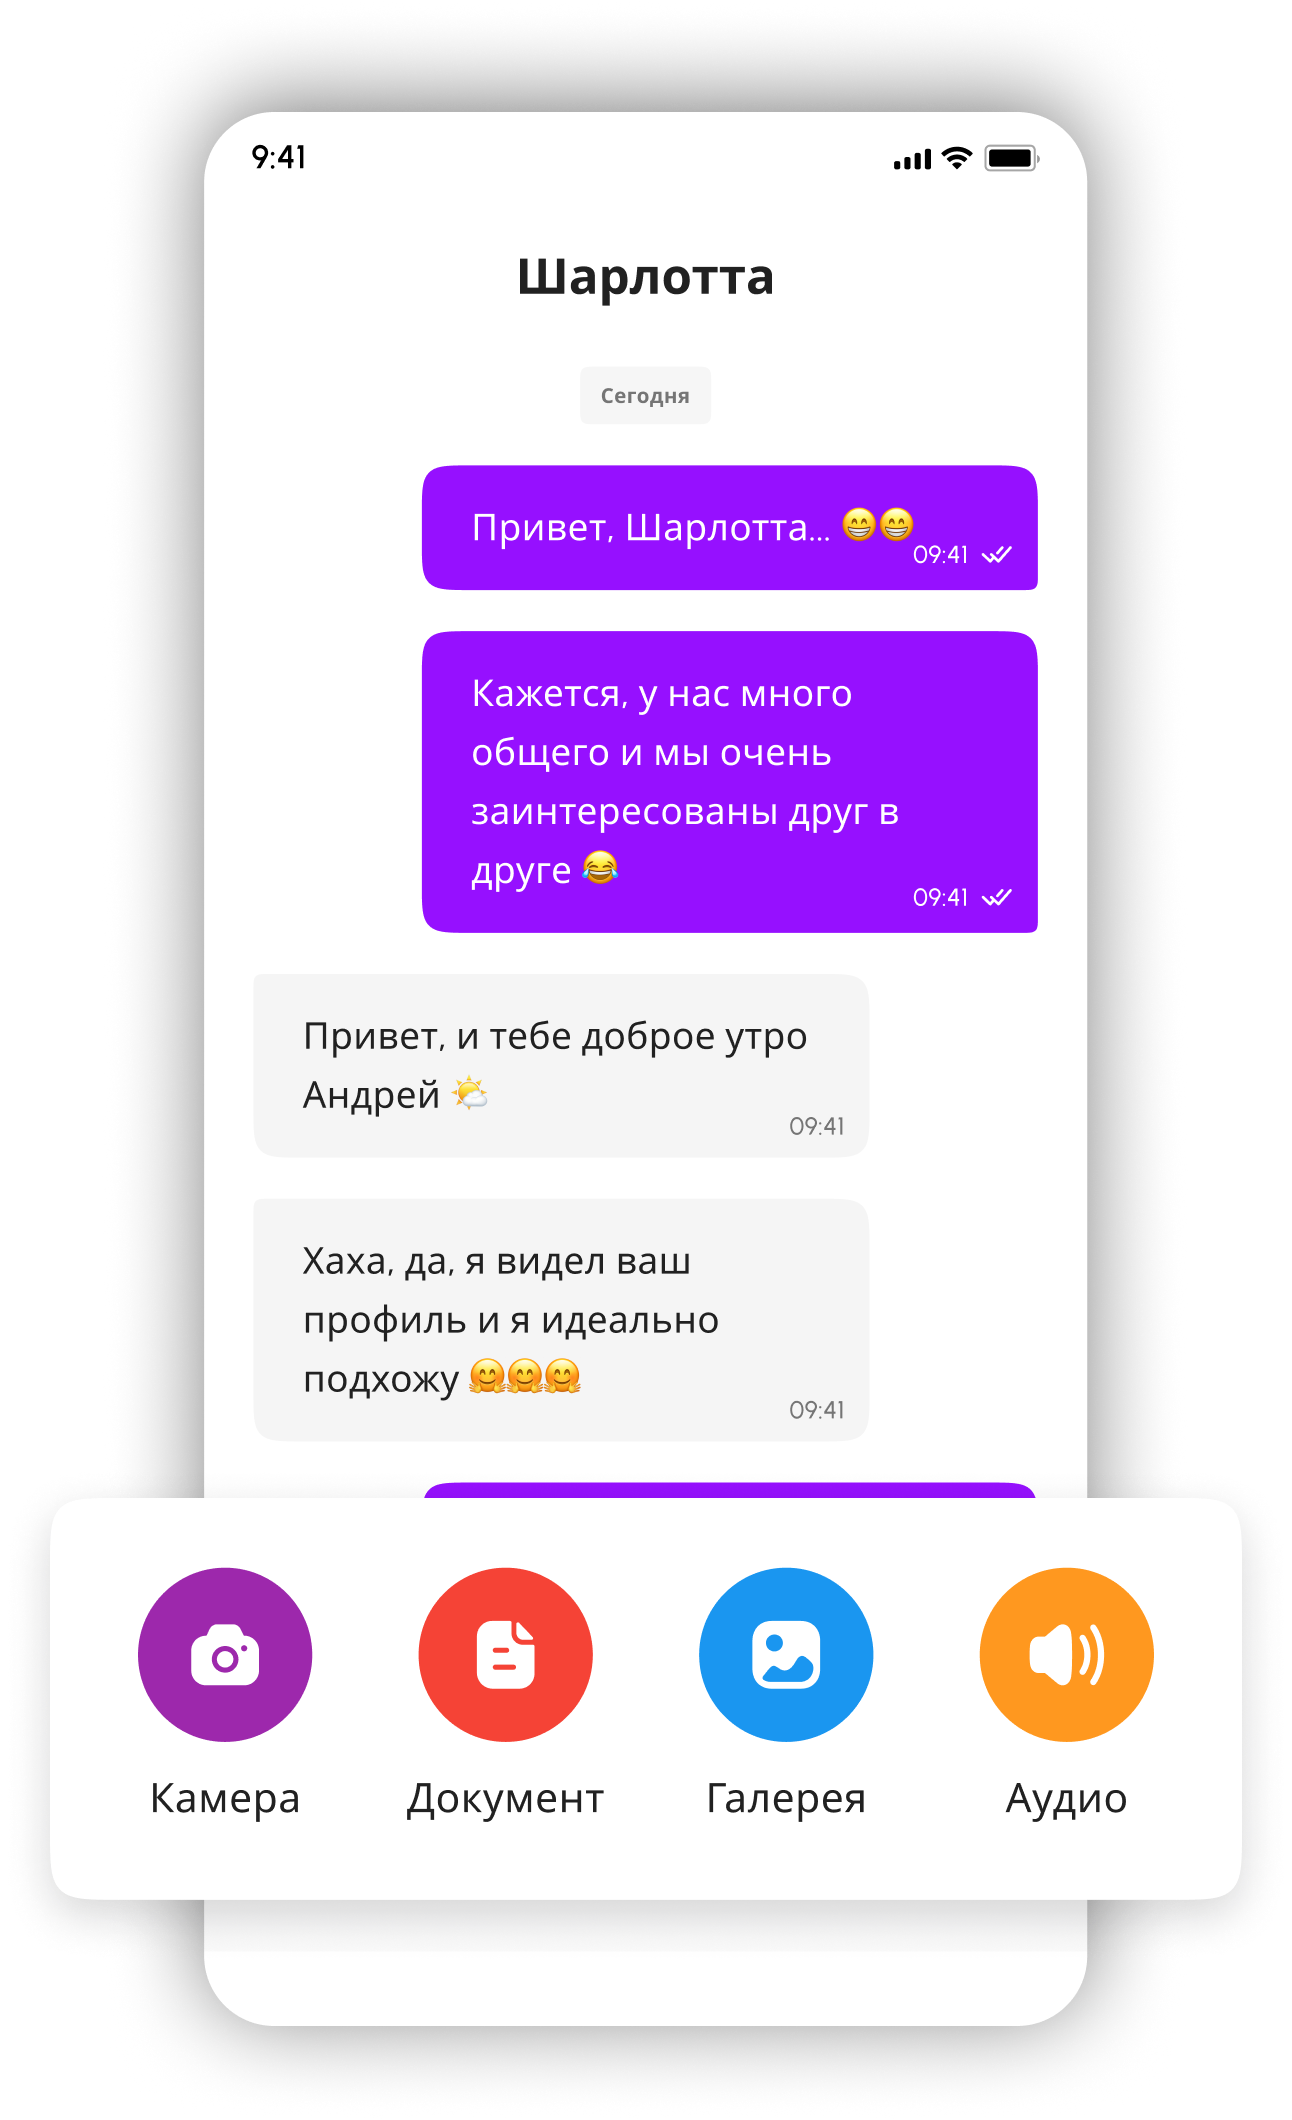 9:41
Шарлотта
Сегодня
Привет, Шарлотта... 😁😁
09:41
Кажется, у нас много
общего и мы очень
заинтересованы друг в
друге 😂
09:41
Привет, и тебе доброе утро
Андрей 🌤️
09:41
Хаха, да, я видел ваш
профиль и я идеально
подхожу 🤗🤗🤗
09:41
Камера Документ Галерея Аудио